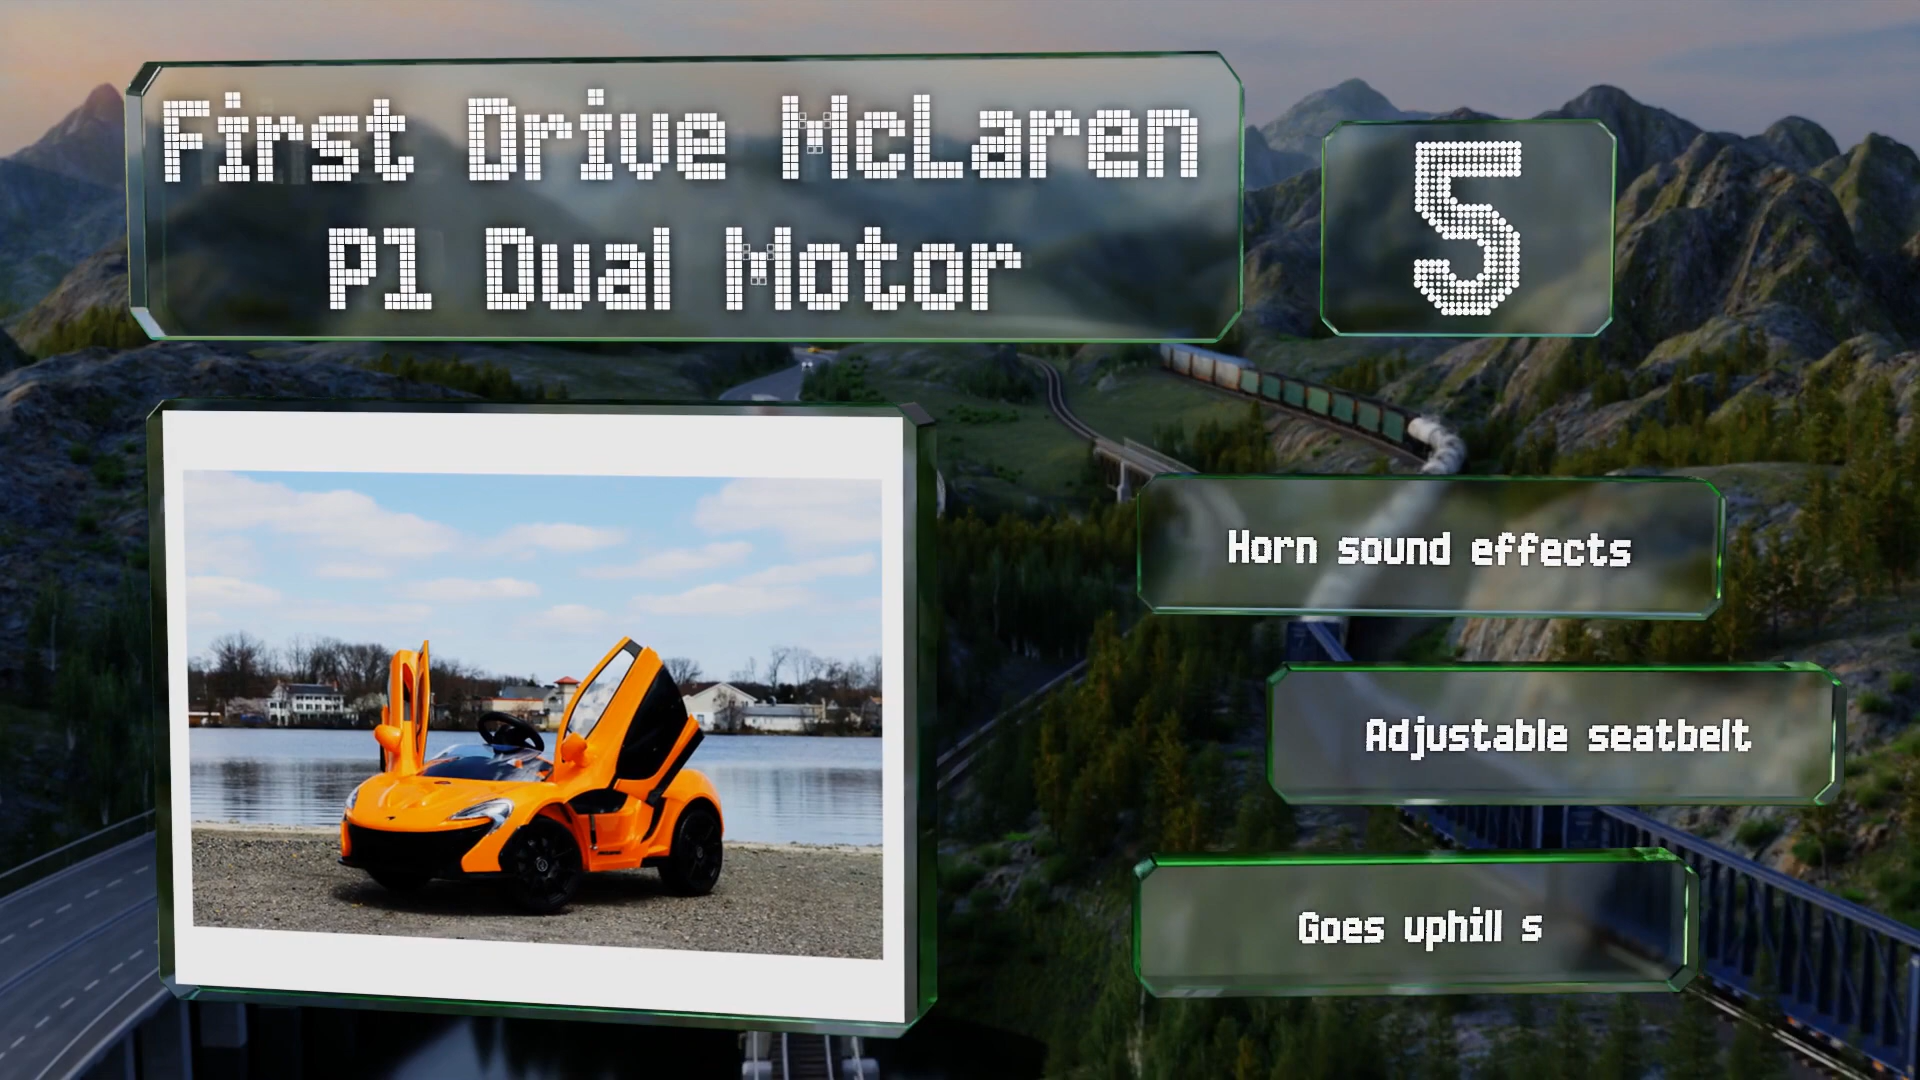 First Drive McLaren
P1 Dual Motor
5
Horn sound effects
Adjustable seatbelt
Goes uphill s